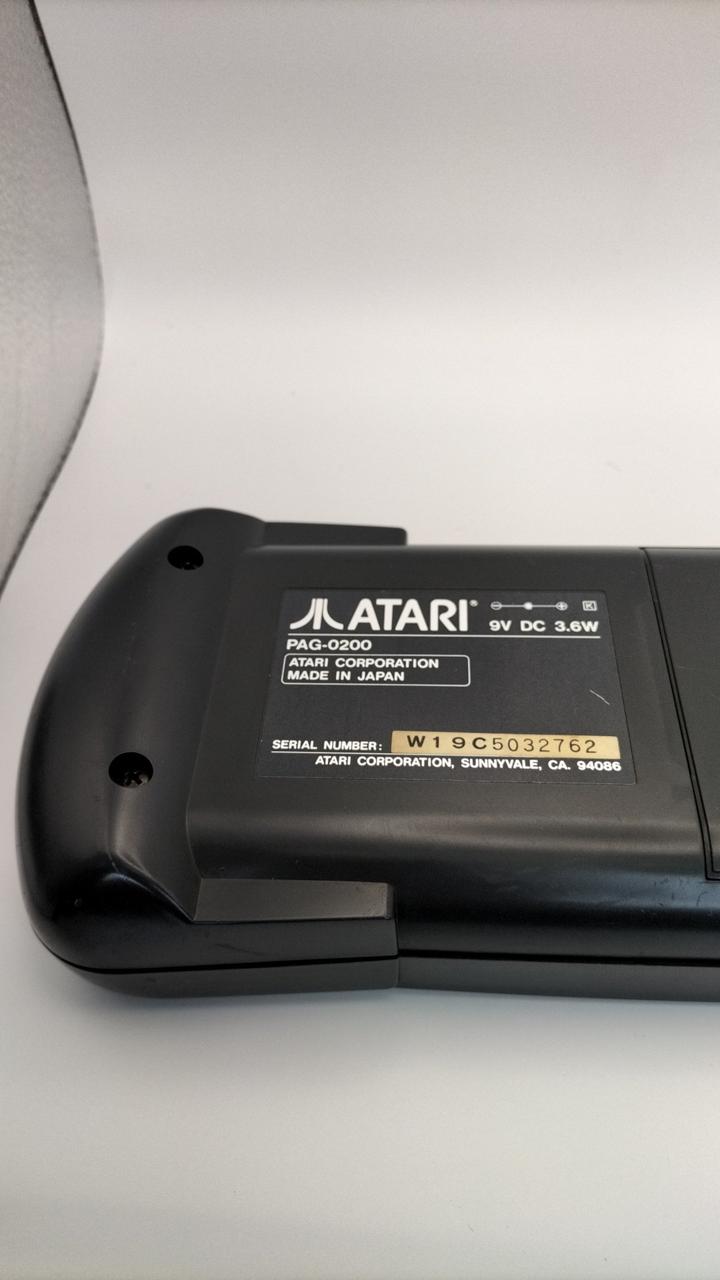 ATARI®
9V DC 3.6W
PAG-0200
ATARI CORPORATION
MADE IN JAPAN
SERIAL NUMBER: W19C5032762
ATARI CORPORATION, SUNNYVALE, CA. 94086